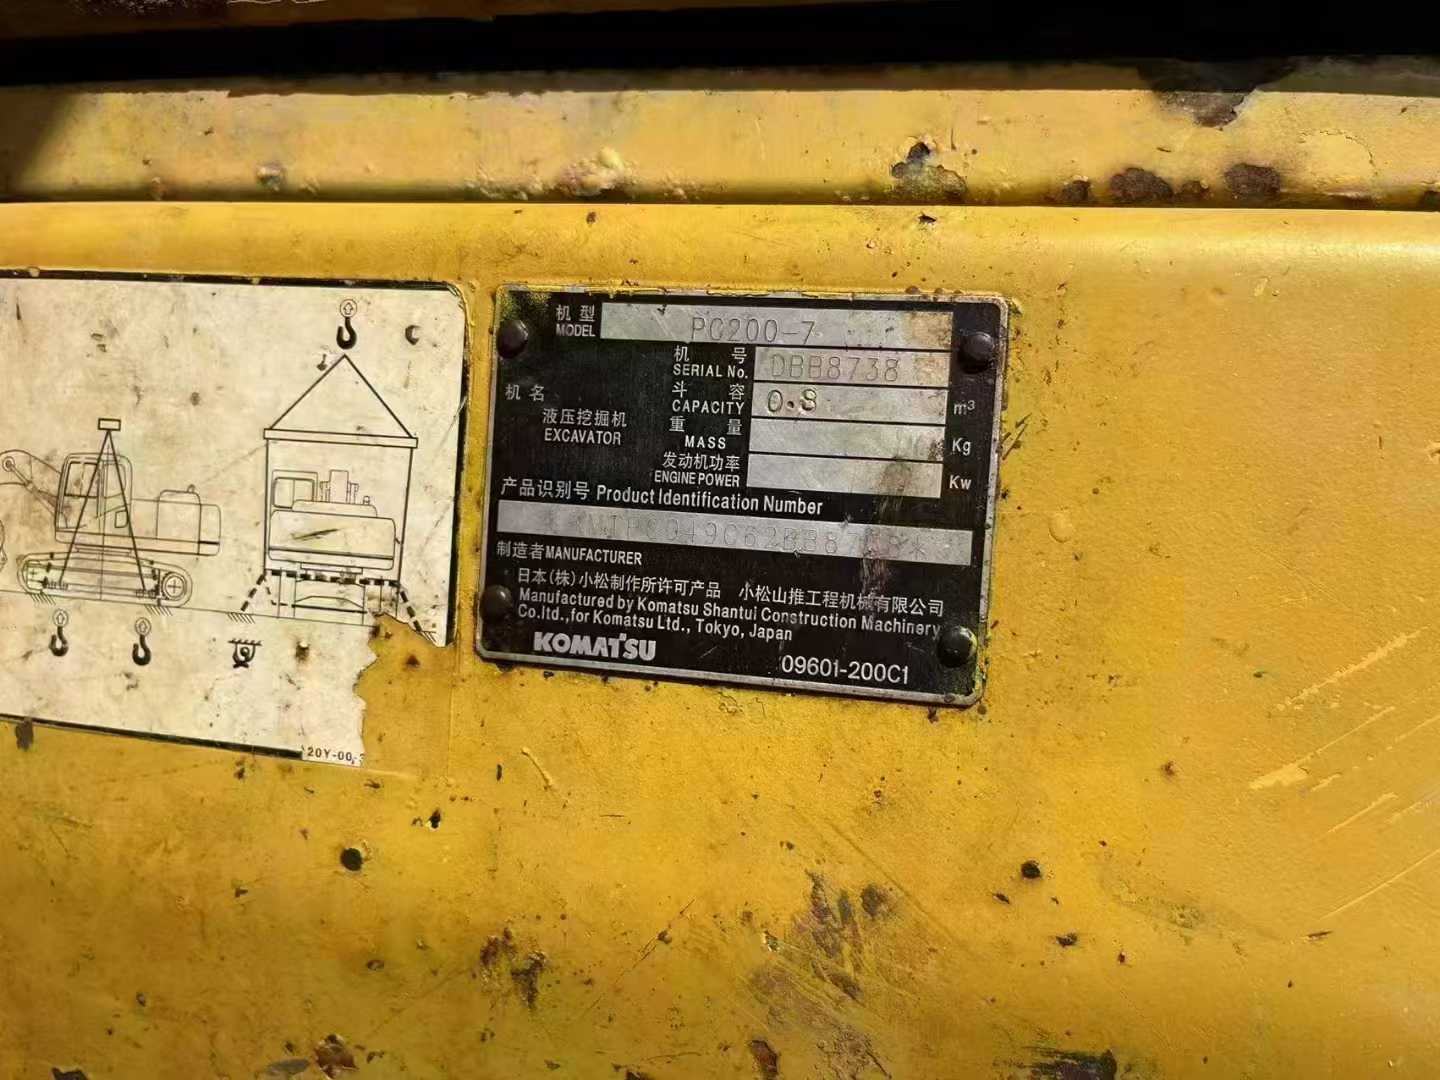 机型
MODEL PC200-7
机号
SERIAL No. DBB8738
机名
斗容
CAPACITY 0.8 m³
液压挖掘机
EXCAVATOR
重量
MASS Kg
发动机功率
ENGINE POWER Kw
产品识别号 Product Identification Number
制造者 MANUFACTURER
日本(株)小松制作所许可产品 小松山推工程机械有限公司
Manufactured by Komatsu Shantui Construction Machinery
Co.ltd., for Komatsu Ltd., Tokyo, Japan
KOMATSU 09601-200C1
20Y-00-